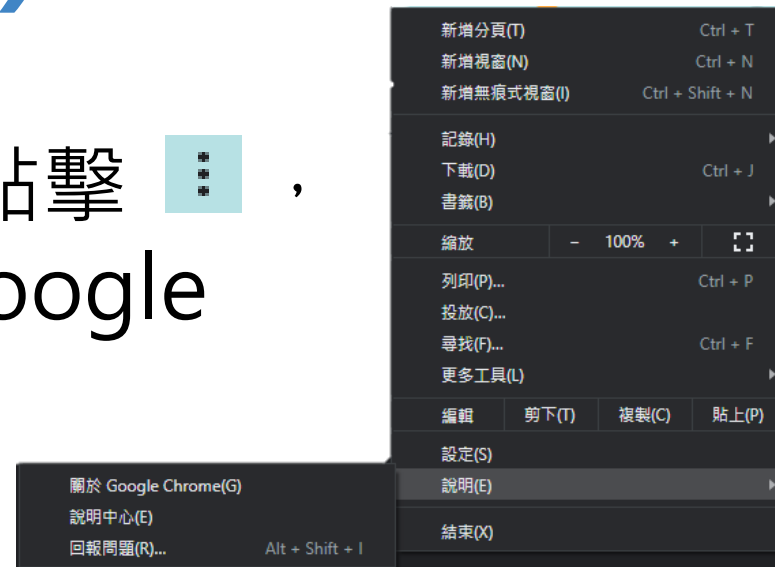 點擊 ，
oogle
新增分頁(T) Ctrl + T
新增視窗(N) Ctrl + N
新增無痕式視窗(I) Ctrl + Shift + N
記錄(H)
下載(D) Ctrl + J
書籤(B)
縮放 - 100% +
列印(P)... Ctrl + P
投放(C)...
尋找(F)... Ctrl + F
更多工具(L)
編輯 剪下(T) 複製(C) 貼上(P)
設定(S)
說明(E)
結束(X)
關於 Google Chrome(G)
說明中心(E)
回報問題(R)... Alt + Shift + I